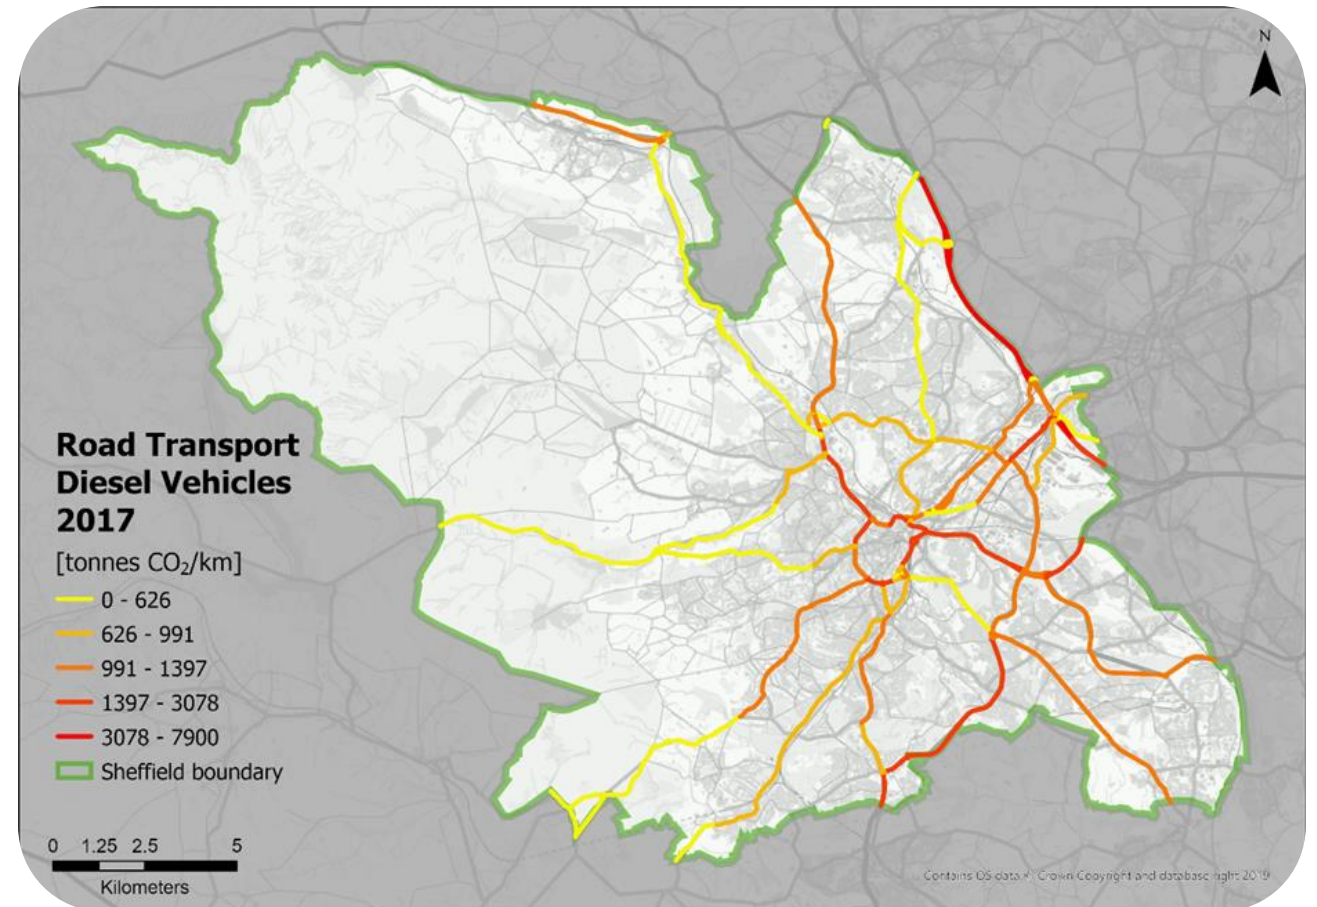 N
Road Transport
Diesel Vehicles
2017
[tonnes CO₂/km]
0 - 626
626 - 991
991 - 1397
1397 - 3078
3078 - 7900
Sheffield boundary
0 1.25 2.5 5
Kilometers
Contains OS data © Crown Copyright and database right 2019